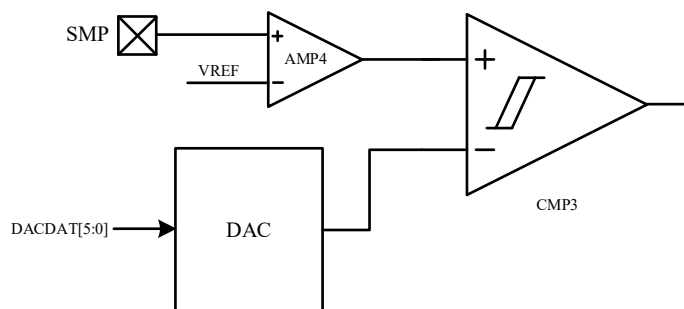 SMP
+
AMP4
VREF
−
+
−
CMP3
DACDAT[5:0]
DAC